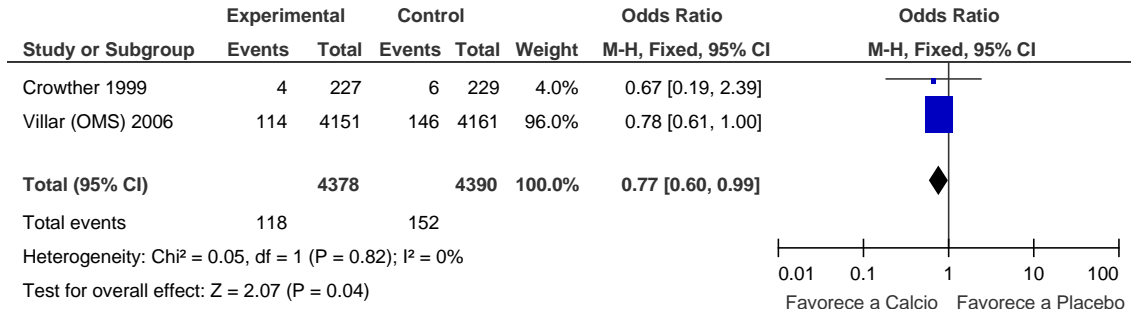 Experimental Control Odds Ratio Odds Ratio
Study or Subgroup Events Total Events Total Weight M-H, Fixed, 95% CI M-H, Fixed, 95% CI
Crowther 1999 4 227 6 229 4.0% 0.67 [0.19, 2.39]
Villar (OMS) 2006 114 4151 146 4161 96.0% 0.78 [0.61, 1.00]
Total (95% CI) 4378 4390 100.0% 0.77 [0.60, 0.99]
Total events 118 152
Heterogeneity: Chi² = 0.05, df = 1 (P = 0.82); I² = 0%
Test for overall effect: Z = 2.07 (P = 0.04)
0.01 0.1 1 10 100
Favorece a Calcio Favorece a Placebo